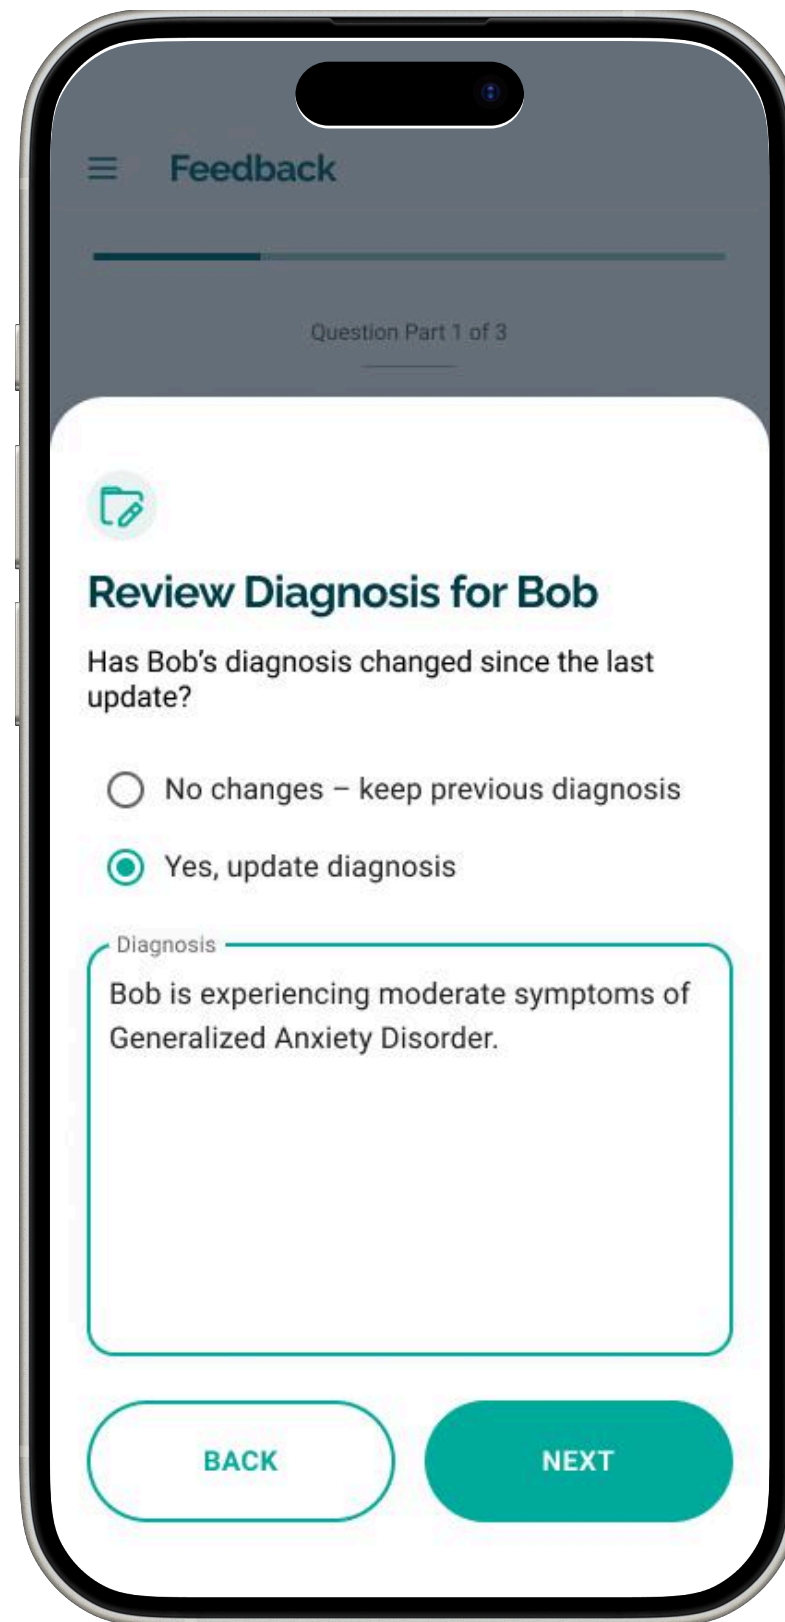 Feedback
Question Part 1 of 3
Review Diagnosis for Bob
Has Bob’s diagnosis changed since the last
update?
No changes – keep previous diagnosis
Yes, update diagnosis
Diagnosis
Bob is experiencing moderate symptoms of
Generalized Anxiety Disorder.
BACK
NEXT